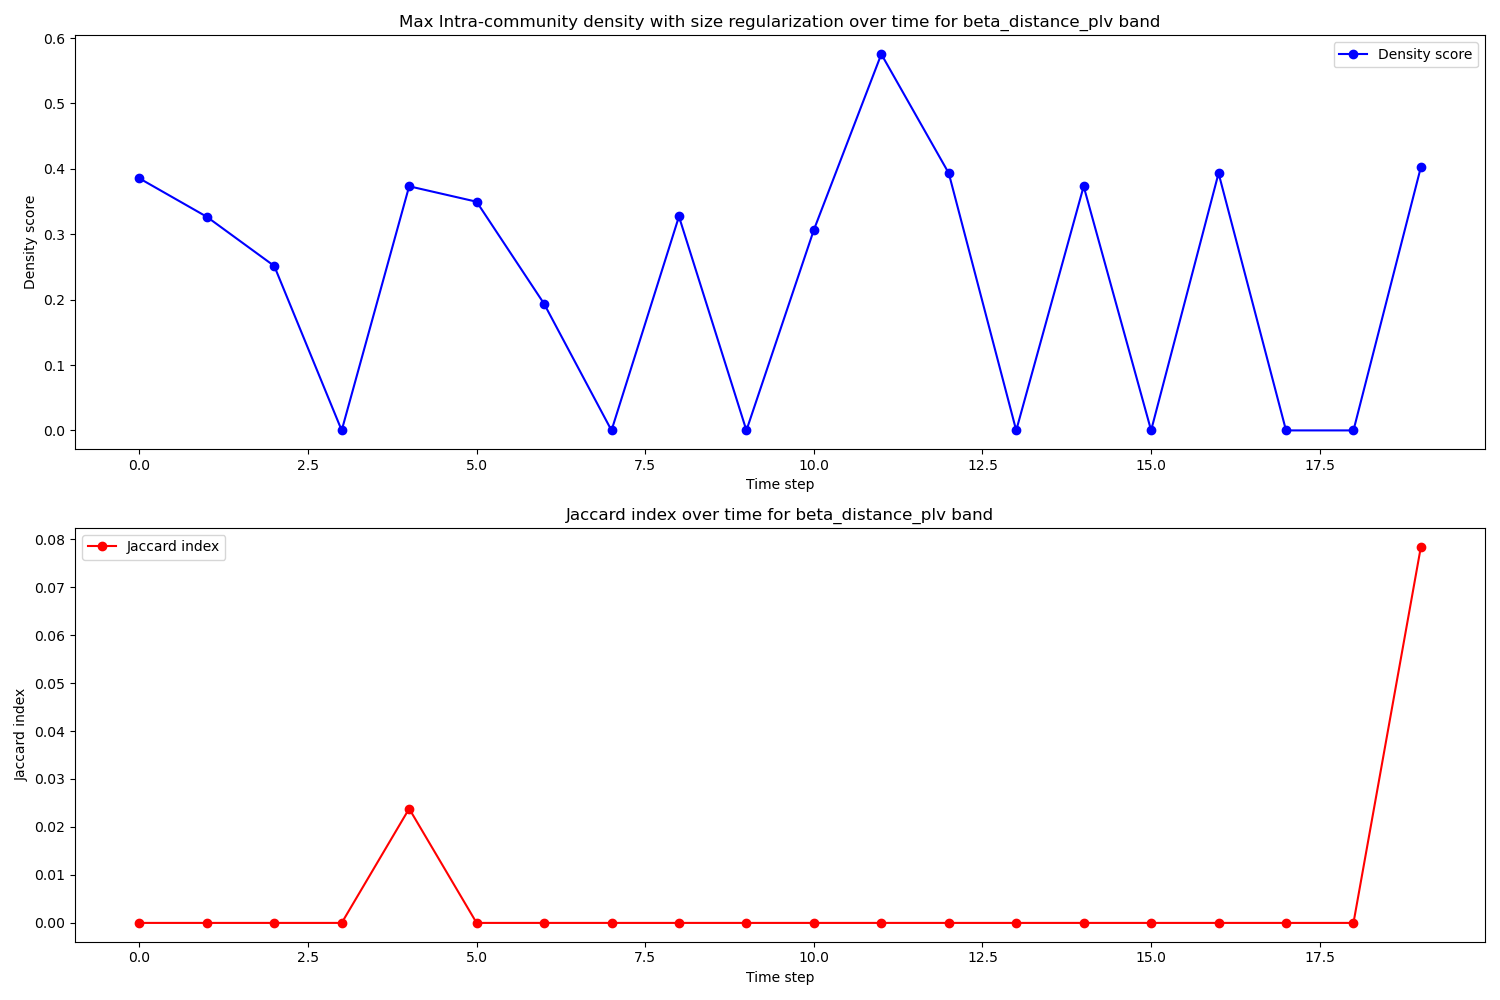 Max Intra-community density with size regularization over time for beta_distance_plv band
Density score
0.6
0.5
0.4
0.3
0.2
0.1
0.0
Density score
0.0 2.5 5.0 7.5 10.0 12.5 15.0 17.5
Time step
Jaccard index over time for beta_distance_plv band
Jaccard index
0.08
0.07
0.06
0.05
0.04
0.03
0.02
0.01
0.00
Jaccard index
0.0 2.5 5.0 7.5 10.0 12.5 15.0 17.5
Time step